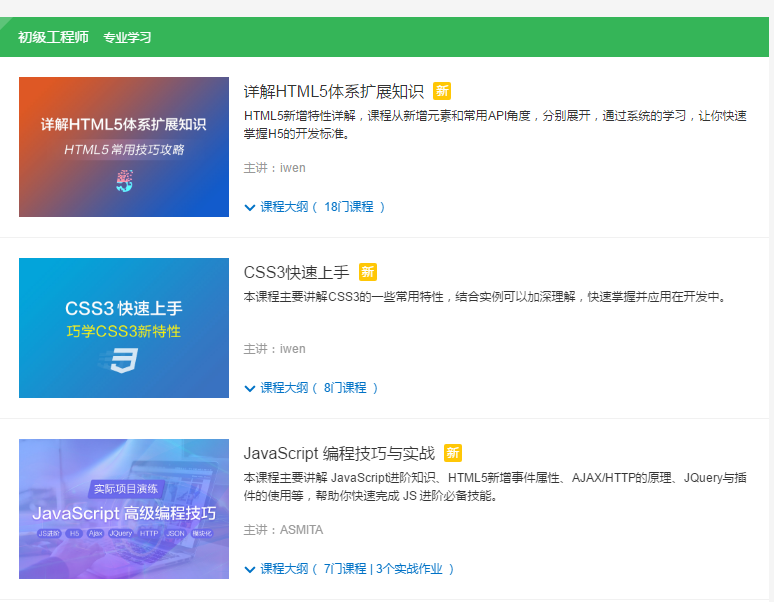 初级工程师 专业学习
详解HTML5体系扩展知识
HTML5 常用技巧攻略
详解HTML5体系扩展知识 新
HTML5新增特性详解，课程从新增元素和常用API角度，分别展开，通过系统的学习，让你快速
掌握H5的开发标准。
主讲：iwen
课程大纲（ 18门课程 ）
CSS3 快速上手
巧学CSS3新特性
CSS3快速上手 新
本课程主要讲解CSS3的一些常用特性，结合实例可以加深理解，快速掌握并应用在开发中。
主讲：iwen
课程大纲（ 8门课程 ）
实际项目演练
JavaScript 高级编程技巧
JS进阶 H5 Ajax JQuery HTTP JSON 模块化
JavaScript 编程技巧与实战 新
本课程主要讲解 JavaScript进阶知识、HTML5新增事件属性、AJAX/HTTP的原理、JQuery与插
件的使用等，帮助你快速完成 JS 进阶必备技能。
主讲：ASMITA
课程大纲（ 7门课程 | 3个实战作业 ）